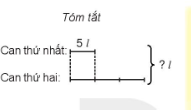 Tóm tắt
5 l
Can thứ nhất:
? l
Can thứ hai: